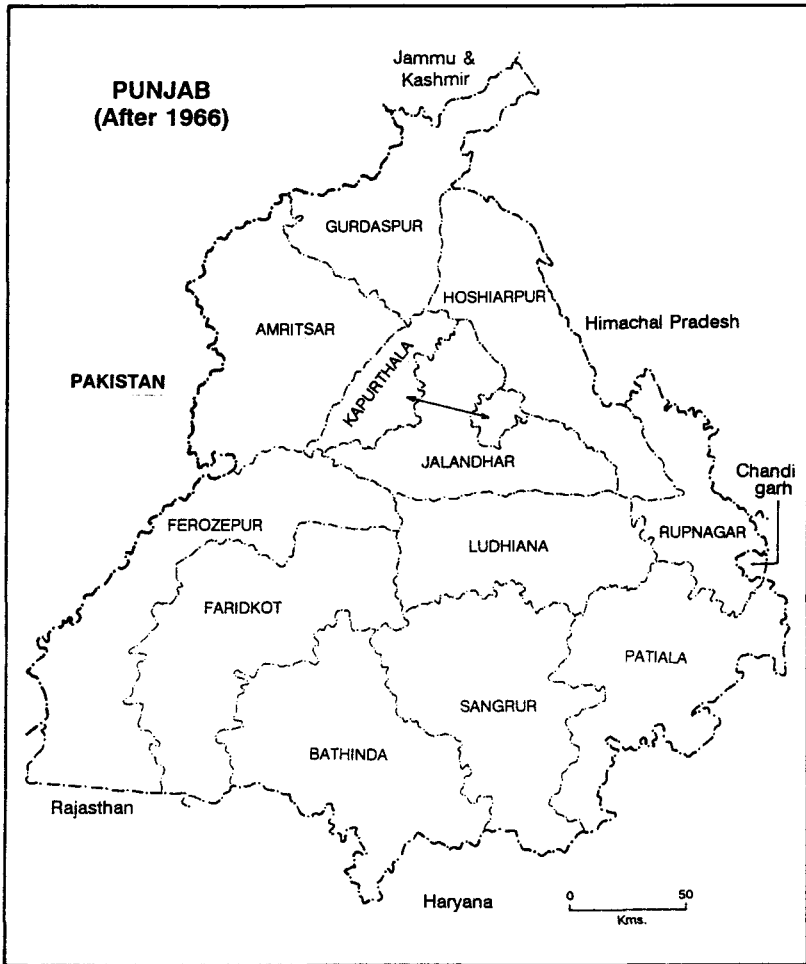 PUNJAB
(After 1966)
Jammu &
Kashmir
GURDASPUR
HOSHIARPUR
AMRITSAR
Himachal Pradesh
KAPURTHALA
PAKISTAN
JALANDHAR
Chandi
garh
FEROZEPUR
LUDHIANA
RUPNAGAR
FARIDKOT
PATIALA
SANGRUR
BATHINDA
Rajasthan
Haryana
0 50
Kms.